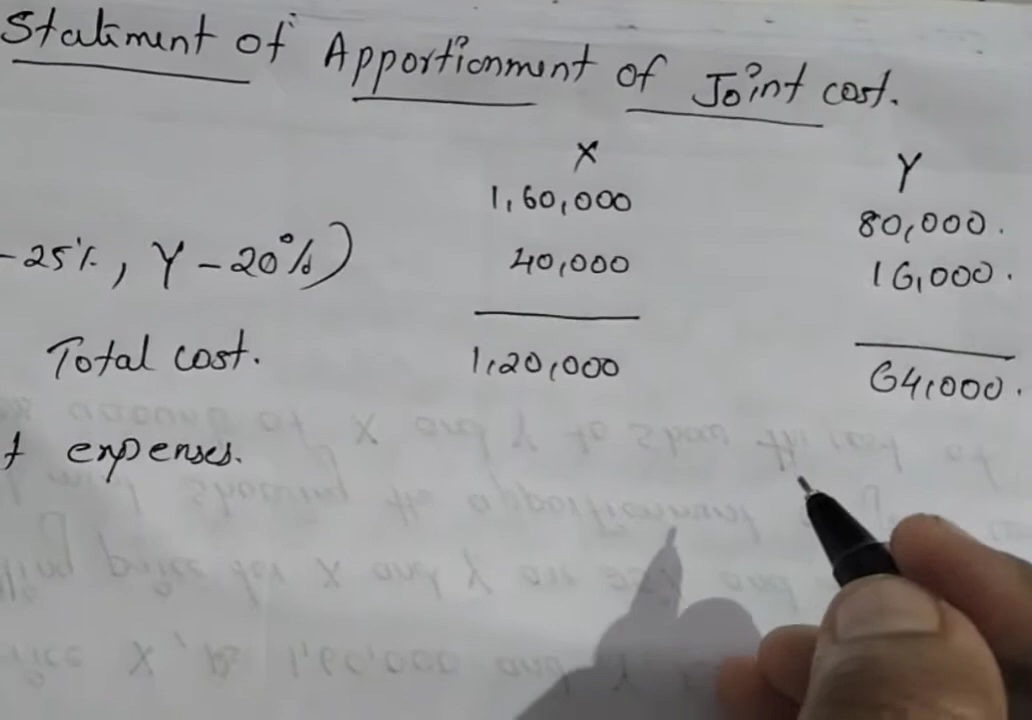 Statement of Apportionment of Joint cost.
X Y
1,60,000 80,000.
-25%, Y-20%) 40,000 16,000.
Total cost. 1,20,000 64,000.
t expenses.